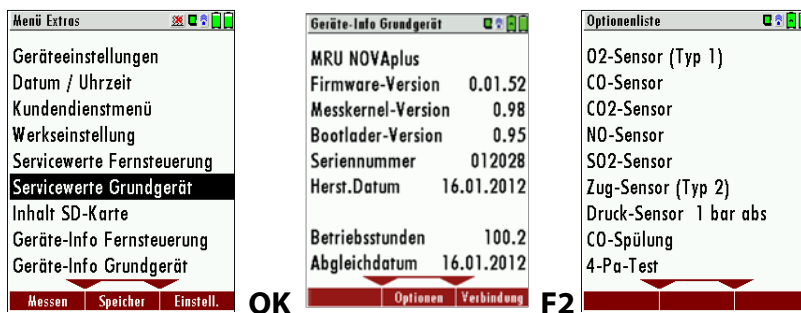 Menü Extras
Geräteeinstellungen
Datum / Uhrzeit
Kundendienstmenü
Werkseinstellung
Servicewerte Fernsteuerung
Servicewerte Grundgerät
Inhalt SD-Karte
Geräte-Info Fernsteuerung
Geräte-Info Grundgerät
Messen Speicher Einstell.
OK
Geräte-Info Grundgerät
MRU NOVAplus
Firmware-Version 0.01.52
Messkernel-Version 0.98
Bootlader-Version 0.95
Seriennummer 012028
Herst.Datum 16.01.2012
Betriebsstunden 100.2
Abgleichdatum 16.01.2012
Optionen Verbindung
F2
Optionenliste
O2-Sensor (Typ 1)
CO-Sensor
CO2-Sensor
NO-Sensor
SO2-Sensor
Zug-Sensor (Typ 2)
Druck-Sensor 1 bar abs
CO-Spülung
4-Pa-Test